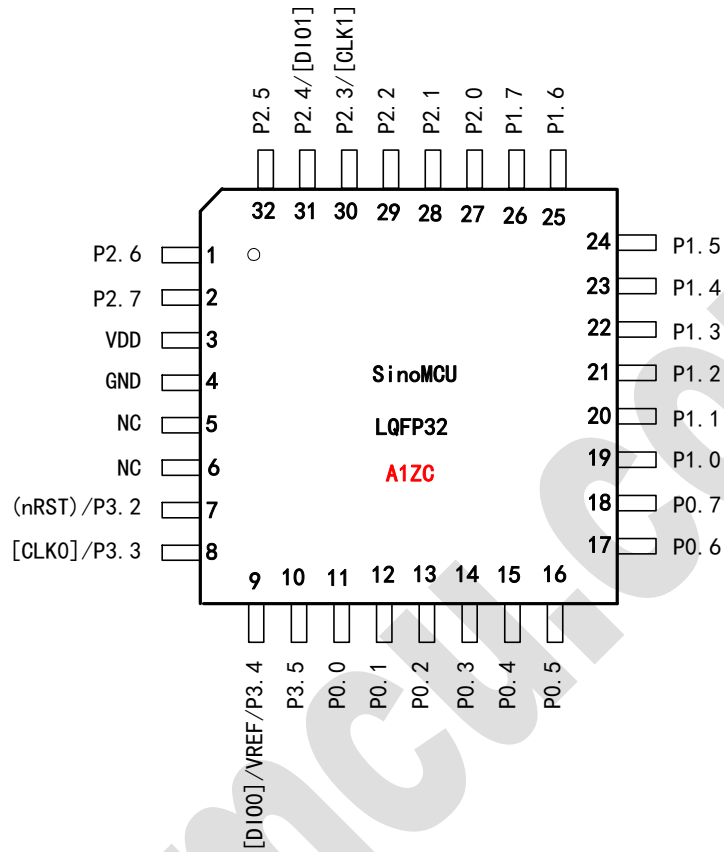 P2.5
P2.4/[DIO1]
P2.3/[CLK1]
P2.2
P2.1
P2.0
P1.7
P1.6
32 31 30 29 28 27 26 25
P2.6 1
P2.7 2
VDD 3
GND 4
NC 5
NC 6
(nRST)/P3.2 7
[CLK0]/P3.3 8
24 P1.5
23 P1.4
22 P1.3
21 P1.2
20 P1.1
19 P1.0
18 P0.7
17 P0.6
SinoMCU
LQFP32
A1ZC
9 10 11 12 13 14 15 16
[DIO0]/VREF/P3.4
P3.5
P0.0
P0.1
P0.2
P0.3
P0.4
P0.5
mcu.co